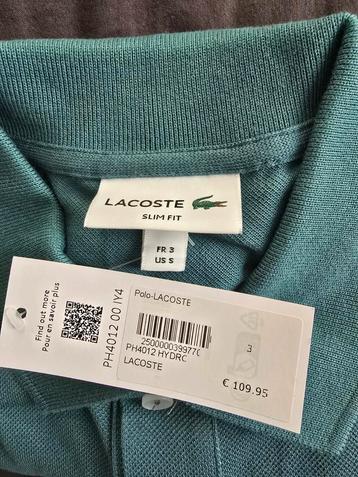 LACOSTE
SLIM FIT
FR 3
US S
Find out more
Pour en savoir plus
PH4012 00 IY4
Polo-LACOSTE
2500000399770
PH4012 HYDRO
LACOSTE
3
€ 109.95